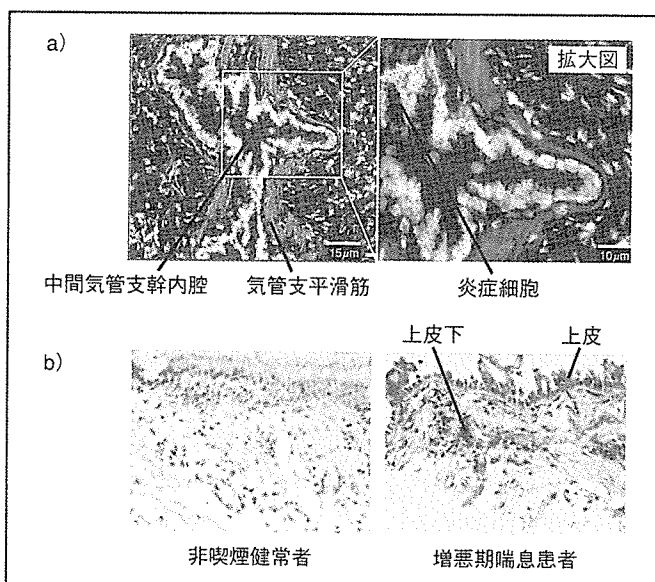 a)
拡大図
15μm
10μm
中間気管支幹内腔
気管支平滑筋
炎症細胞
b)
上皮下
上皮
非喫煙健常者
増悪期喘息患者